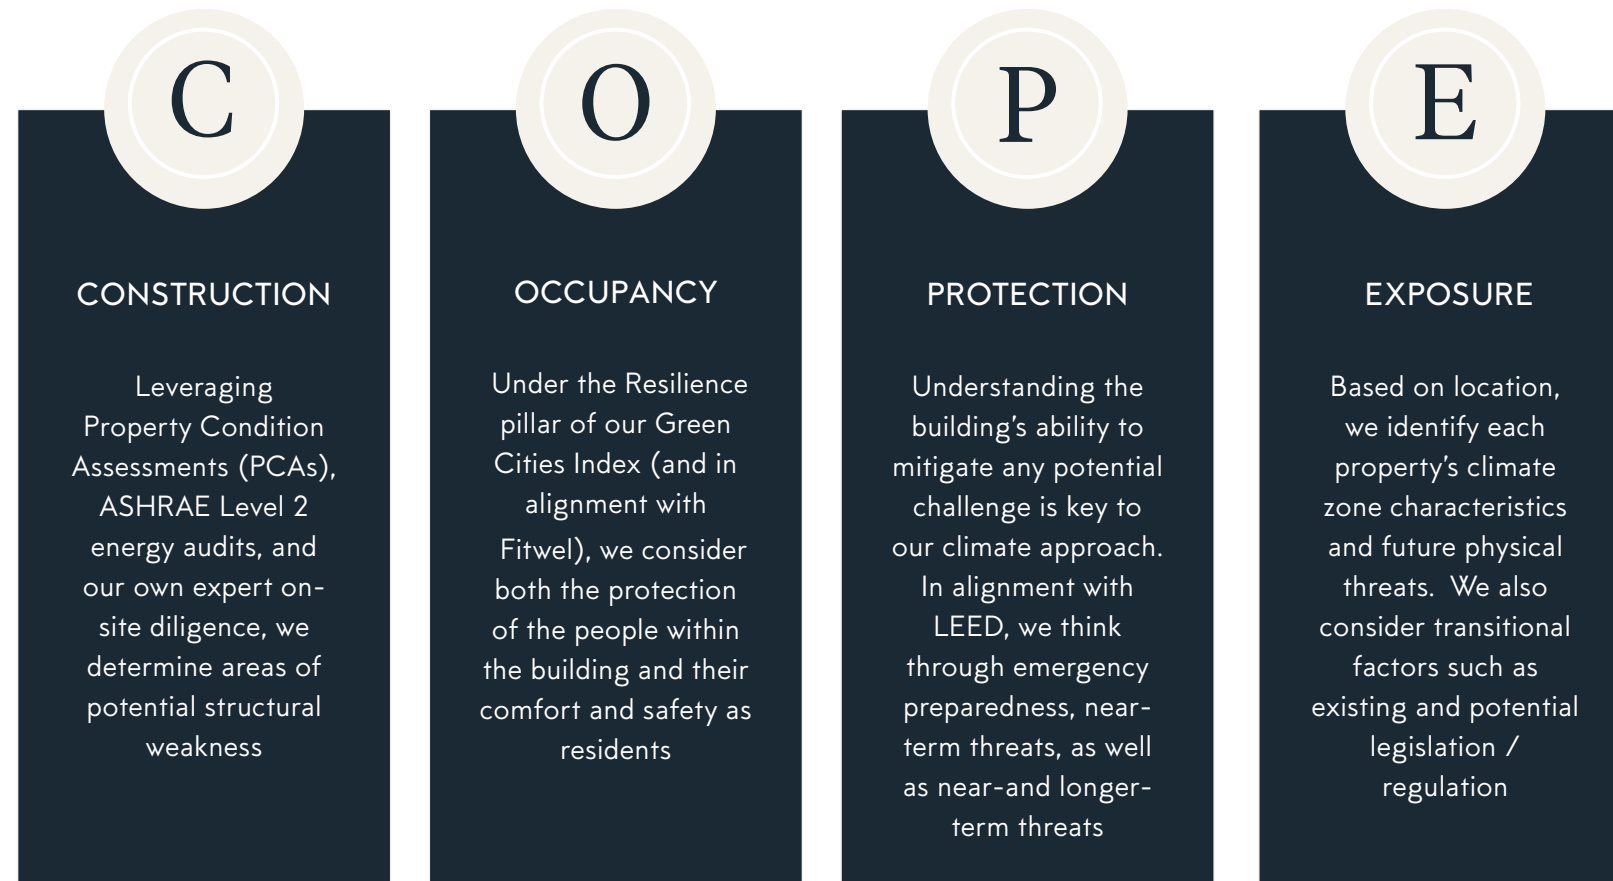 C
CONSTRUCTION
Leveraging
Property Condition
Assessments (PCAs),
ASHRAE Level 2
energy audits, and
our own expert on-
site diligence, we
determine areas of
potential structural
weakness
O
OCCUPANCY
Under the Resilience
pillar of our Green
Cities Index (and in
alignment with
Fitwel), we consider
both the protection
of the people within
the building and their
comfort and safety as
residents
P
PROTECTION
Understanding the
building's ability to
mitigate any potential
challenge is key to
our climate approach.
In alignment with
LEED, we think
through emergency
preparedness, near-
term threats, as well
as near-and longer-
term threats
E
EXPOSURE
Based on location,
we identify each
property's climate
zone characteristics
and future physical
threats.  We also
consider transitional
factors such as
existing and potential
legislation /
regulation